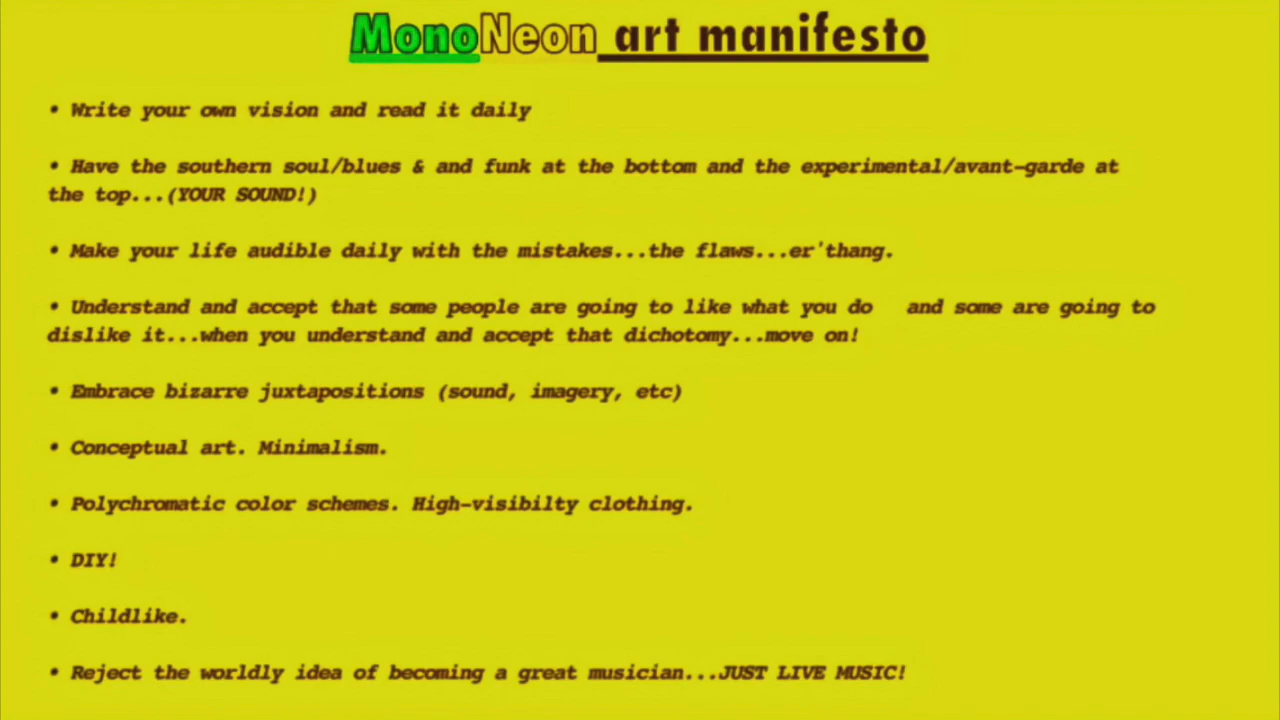 MonoNeon art manifesto
• Write your own vision and read it daily
• Have the southern soul/blues & and funk at the bottom and the experimental/avant-garde at
the top...(YOUR SOUND!)
• Make your life audible daily with the mistakes...the flaws...er'thang.
• Understand and accept that some people are going to like what you do   and some are going to
dislike it...when you understand and accept that dichotomy...move on!
• Embrace bizarre juxtapositions (sound, imagery, etc)
• Conceptual art. Minimalism.
• Polychromatic color schemes. High-visibilty clothing.
• DIY!
• Childlike.
• Reject the worldly idea of becoming a great musician...JUST LIVE MUSIC!